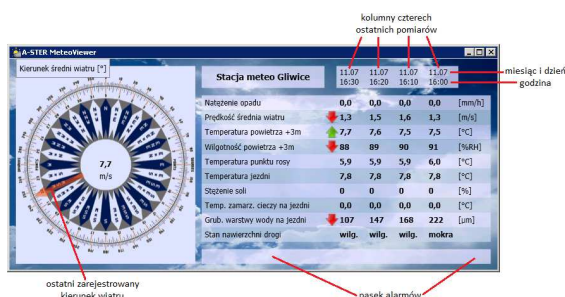 kolumny czterech
ostatnich pomiarów
A-STER MeteoViewer
Kierunek średni wiatru [°]
Stacja meteo Gliwice
11.07 11.07 11.07 11.07
16:30 16:20 16:10 16:00
miesiąc i dzień
godzina
Natężenie opadu 0,0 0,0 0,0 0,0 [mm/h]
Prędkość średnia wiatru 1,3 1,5 1,6 1,3 [m/s]
Temperatura powietrza +3m 7,7 7,6 7,5 7,5 [°C]
Wilgotność powietrza +3m 88 89 90 91 [%RH]
Temperatura punktu rosy 5,9 5,9 5,9 6,0 [°C]
Temperatura jezdni 7,8 7,8 7,8 7,8 [°C]
Stężenie soli 0 0 0 0 [%]
Temp. zamarz. cieczy na jezdni 0,0 0,0 0,0 0,0 [°C]
Grub. warstwy wody na jezdni 107 147 168 222 [µm]
Stan nawierzchni drogi wilg. wilg. wilg. mokra
7,7
m/s
ostatni zarejestrowany
kierunek wiatru
pasek alarmów